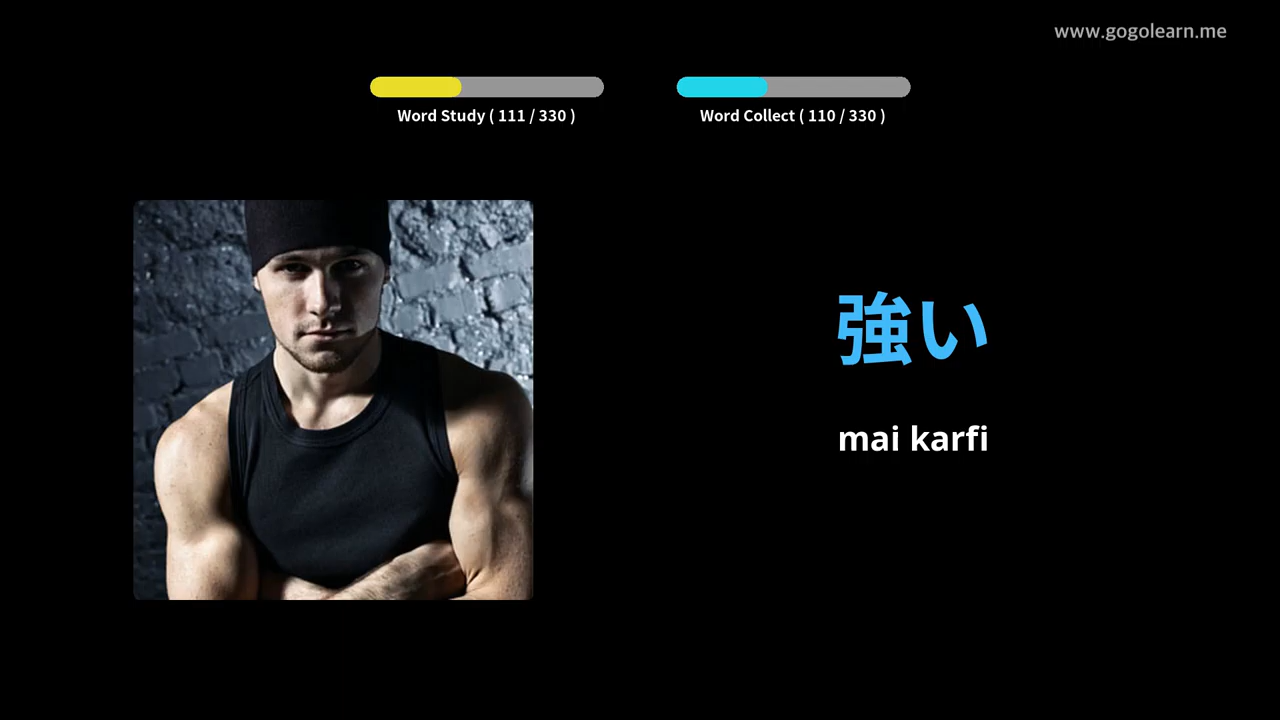 www.gogolearn.me
Word Study ( 111 / 330 )
Word Collect ( 110 / 330 )
強い
mai karfi